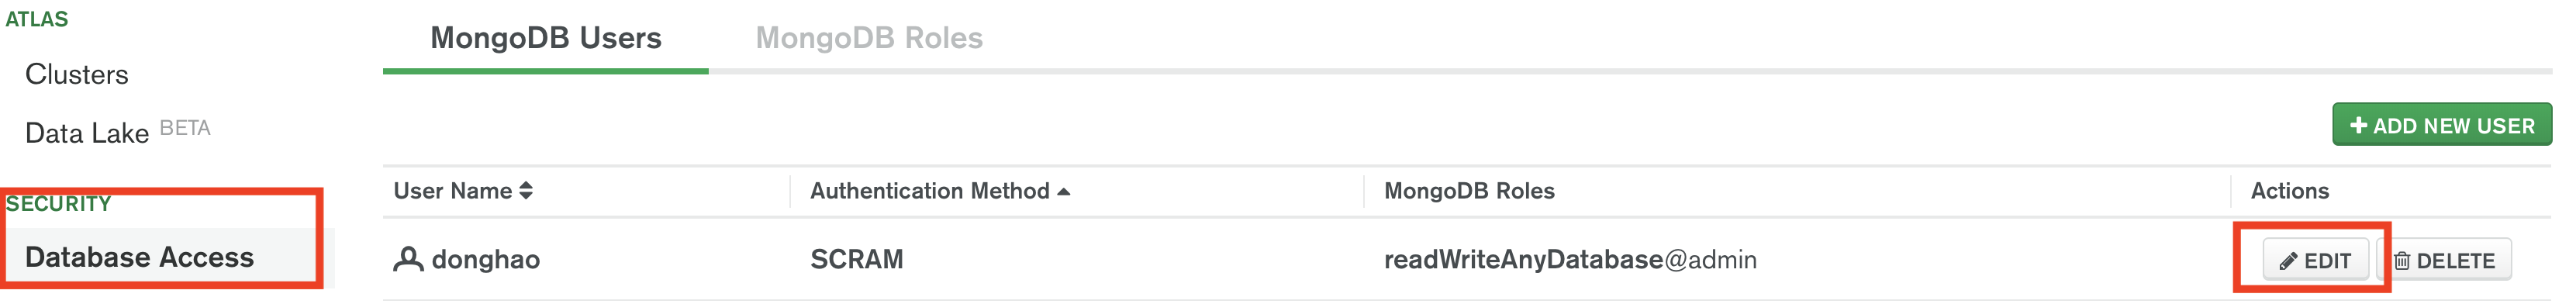 ATLAS
Clusters
Data Lake BETA
SECURITY
Database Access
MongoDB Users MongoDB Roles
+ ADD NEW USER
User Name Authentication Method MongoDB Roles Actions
donghao SCRAM readWriteAnyDatabase@admin EDIT DELETE